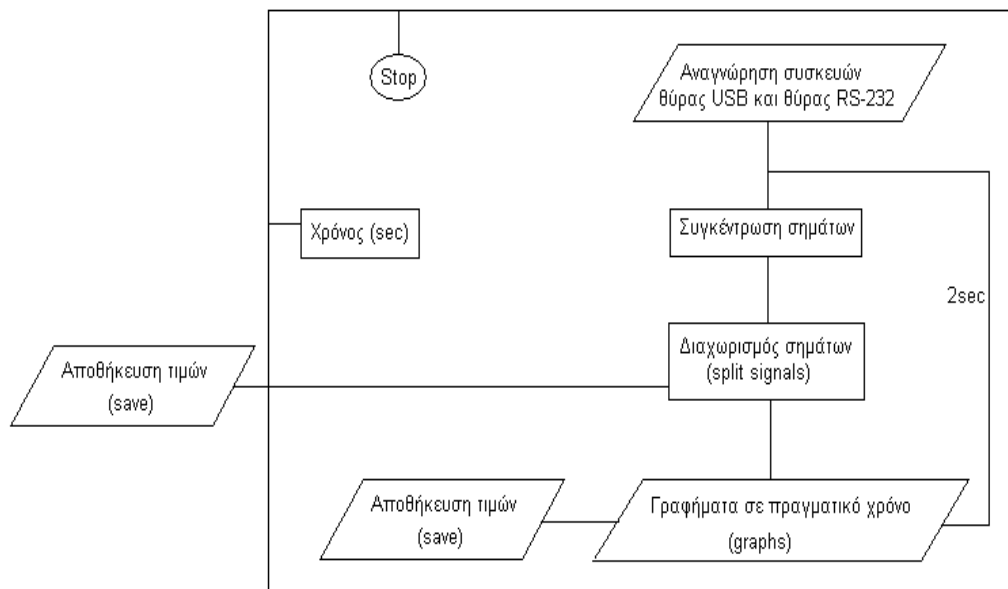 Stop
Αναγνώρηση συσκευών
θύρας USB και θύρας RS-232
Χρόνος (sec)
Συγκέντρωση σημάτων
2sec
Διαχωρισμός σημάτων
(split signals)
Αποθήκευση τιμών
(save)
Αποθήκευση τιμών
(save)
Γραφήματα σε πραγματικό χρόνο
(graphs)